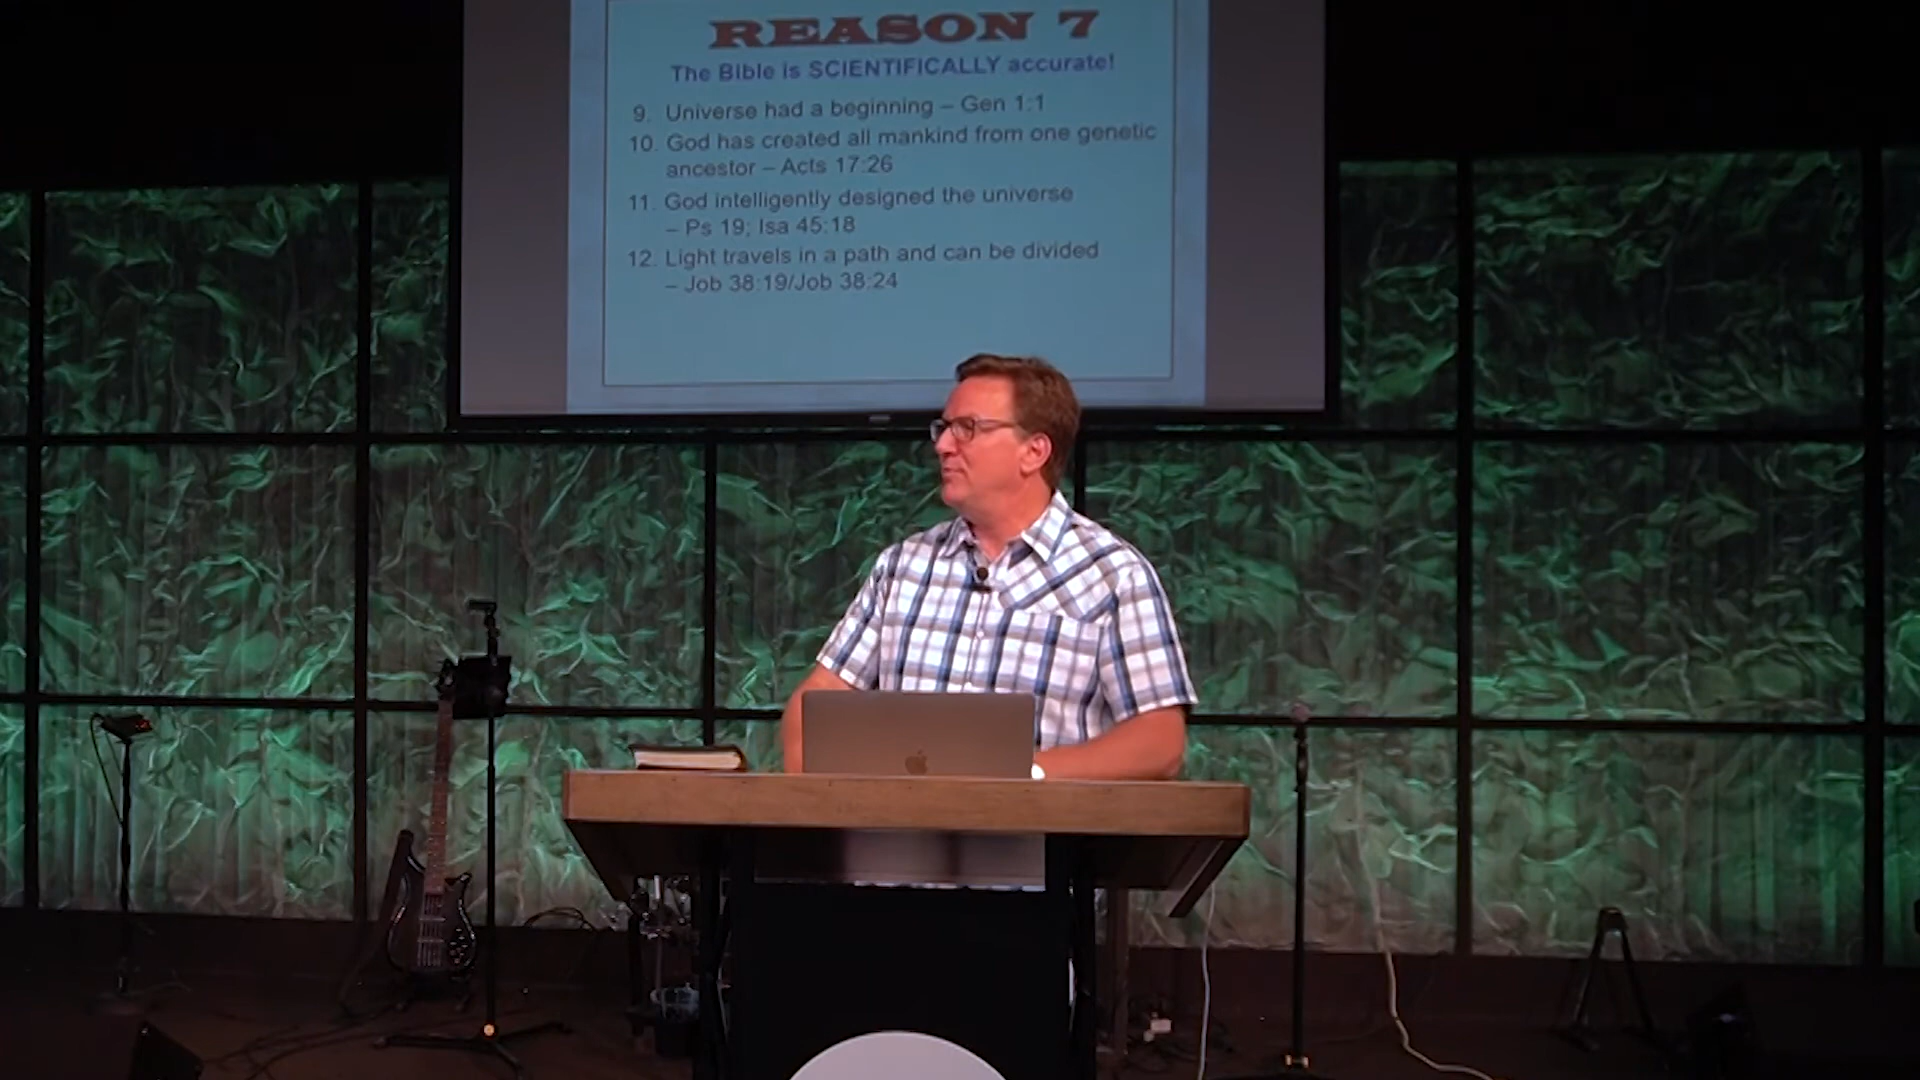 REASON 7
The Bible is SCIENTIFICALLY accurate!
9. Universe had a beginning – Gen 1:1
10. God has created all mankind from one genetic
ancestor – Acts 17:26
11. God intelligently designed the universe
– Ps 19; Isa 45:18
12. Light travels in a path and can be divided
– Job 38:19/Job 38:24